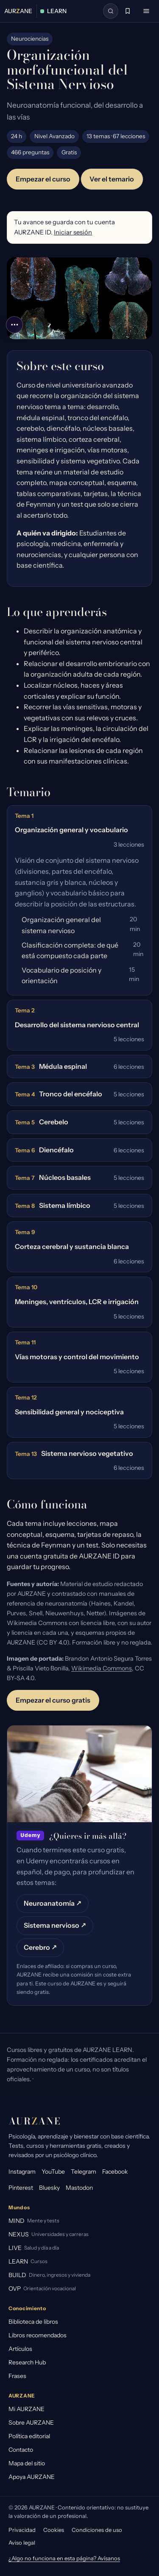 AURZANE LEARN
Neurociencias
Organización
morfofuncional del
Sistema Nervioso
Neuroanatomía funcional, del desarrollo a
las vías
24 h Nivel Avanzado 13 temas · 67 lecciones
466 preguntas Gratis
Empezar el curso Ver el temario
Tu avance se guarda con tu cuenta
AURZANE ID. Iniciar sesión
Sobre este curso
Curso de nivel universitario avanzado
que recorre la organización del sistema
nervioso tema a tema: desarrollo,
médula espinal, tronco del encéfalo,
cerebelo, diencéfalo, núcleos basales,
sistema límbico, corteza cerebral,
meninges e irrigación, vías motoras,
sensibilidad y sistema vegetativo. Cada
tema incluye un material de estudio
completo, mapa conceptual, esquema,
tablas comparativas, tarjetas, la técnica
de Feynman y un test que solo se cierra
al acertarlo todo.
A quién va dirigido: Estudiantes de
psicología, medicina, enfermería y
neurociencias, y cualquier persona con
base científica.
Lo que aprenderás
Describir la organización anatómica y
funcional del sistema nervioso central
y periférico.
Relacionar el desarrollo embrionario con
la organización adulta de cada región.
Localizar núcleos, haces y áreas
corticales y explicar su función.
Recorrer las vías sensitivas, motoras y
vegetativas con sus relevos y cruces.
Explicar las meninges, la circulación del
LCR y la irrigación del encéfalo.
Relacionar las lesiones de cada región
con sus manifestaciones clínicas.
Temario
Tema 1
Organización general y vocabulario
3 lecciones
Visión de conjunto del sistema nervioso
(divisiones, partes del encéfalo,
sustancia gris y blanca, núcleos y
ganglios) y vocabulario básico para
describir la posición de las estructuras.
Organización general del
sistema nervioso
20
min
Clasificación completa: de qué
está compuesto cada parte
20
min
Vocabulario de posición y
orientación
15
min
Tema 2
Desarrollo del sistema nervioso central
5 lecciones
Tema 3 Médula espinal 6 lecciones
Tema 4 Tronco del encéfalo 5 lecciones
Tema 5 Cerebelo 5 lecciones
Tema 6 Diencéfalo 6 lecciones
Tema 7 Núcleos basales 5 lecciones
Tema 8 Sistema límbico 5 lecciones
Tema 9
Corteza cerebral y sustancia blanca
6 lecciones
Tema 10
Meninges, ventrículos, LCR e irrigación
5 lecciones
Tema 11
Vías motoras y control del movimiento
5 lecciones
Tema 12
Sensibilidad general y nociceptiva
5 lecciones
Tema 13 Sistema nervioso vegetativo
6 lecciones
Cómo funciona
Cada tema incluye lecciones, mapa
conceptual, esquema, tarjetas de repaso, la
técnica de Feynman y un test. Solo necesitas
una cuenta gratuita de AURZANE ID para
guardar tu progreso.
Fuentes y autoría: Material de estudio redactado
por AURZANE y contrastado con manuales de
referencia de neuroanatomía (Haines, Kandel,
Purves, Snell, Nieuwenhuys, Netter). Imágenes de
Wikimedia Commons con licencia libre, con su autor
y licencia en cada una, y esquemas propios de
AURZANE (CC BY 4.0). Formación libre y no reglada.
Imagen de portada: Brandon Antonio Segura Torres
& Priscilla Vieto Bonilla, Wikimedia Commons, CC
BY-SA 4.0.
Empezar el curso gratis
Udemy ¿Quieres ir más allá?
Cuando termines este curso gratis,
en Udemy encontrarás cursos en
español, de pago, para profundizar en
estos temas:
Neuroanatomía ↗
Sistema nervioso ↗
Cerebro ↗
Enlaces de afiliado: si compras un curso,
AURZANE recibe una comisión sin coste extra
para ti. Este curso de AURZANE es y seguirá
siendo gratis.
Cursos libres y gratuitos de AURZANE LEARN.
Formación no reglada: los certificados acreditan el
aprovechamiento de un curso, no son títulos
oficiales. ·
AURZANE
Psicología, aprendizaje y bienestar con base científica.
Tests, cursos y herramientas gratis, creados y
revisados por un psicólogo clínico.
Instagram YouTube Telegram Facebook
Pinterest Bluesky Mastodon
Mundos
MIND Mente y tests
NEXUS Universidades y carreras
LIVE Salud y día a día
LEARN Cursos
BUILD Dinero, ingresos y vivienda
OVP Orientación vocacional
Conocimiento
Biblioteca de libros
Libros recomendados
Artículos
Research Hub
Frases
AURZANE
Mi AURZANE
Sobre AURZANE
Política editorial
Contacto
Mapa del sitio
Apoya AURZANE
© 2026 AURZANE · Contenido orientativo: no sustituye
la valoración de un profesional.
Privacidad Cookies Condiciones de uso
Aviso legal
¿Algo no funciona en esta página? Avísanos